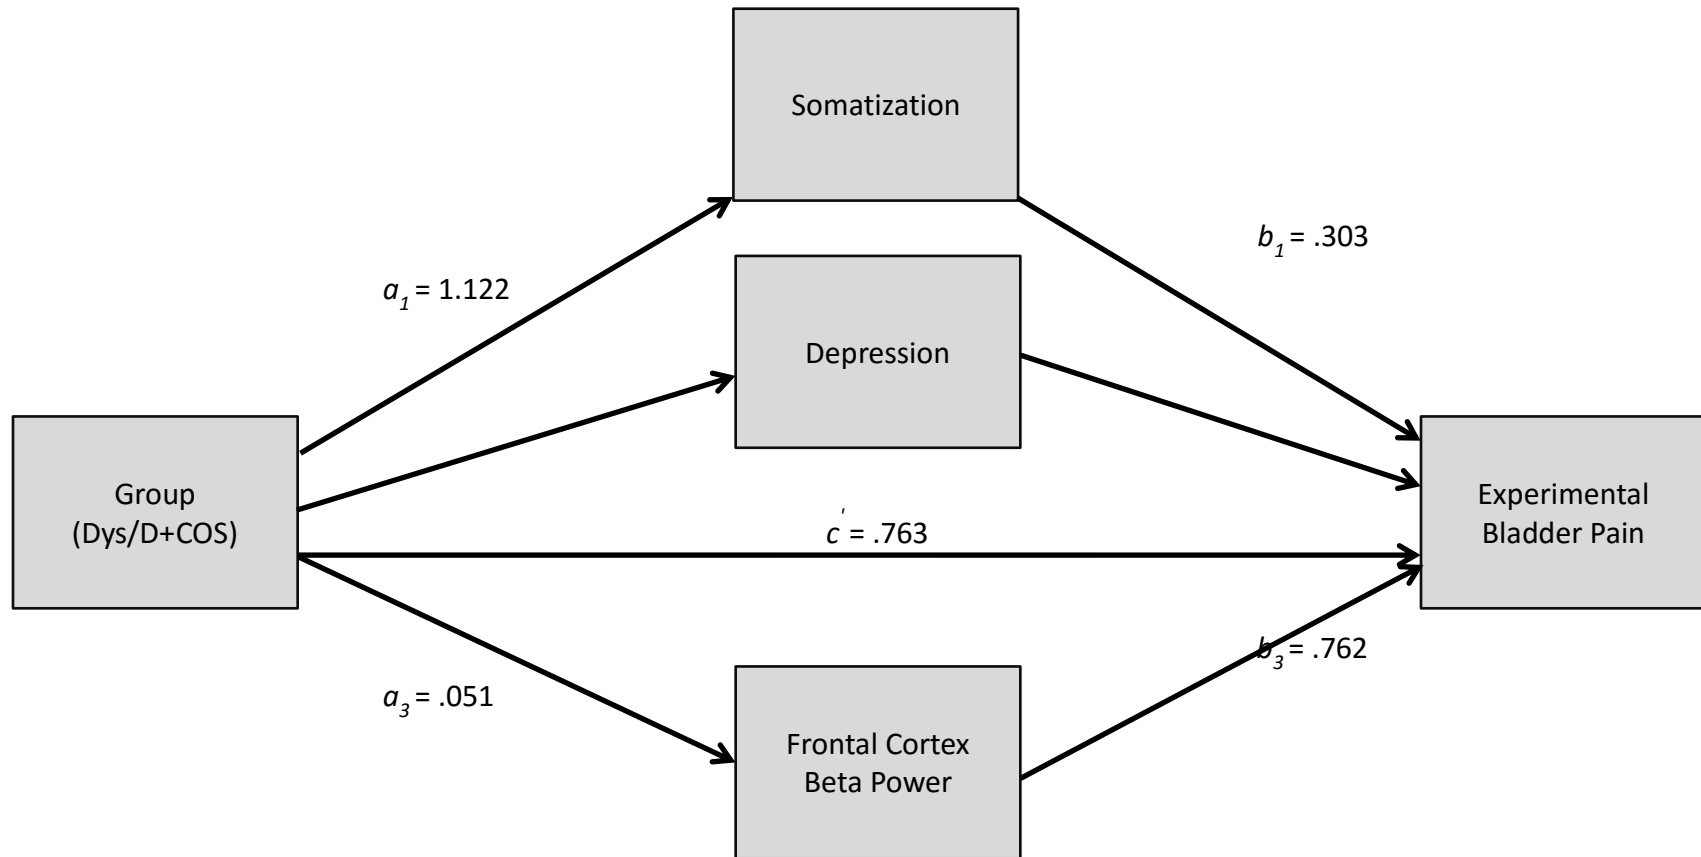 Somatization
b1 = .303
a1 = 1.122
Depression
Group
(Dys/D+COS)
Experimental
Bladder Pain
c' = .763
b3 = .762
a3 = .051
Frontal Cortex
Beta Power